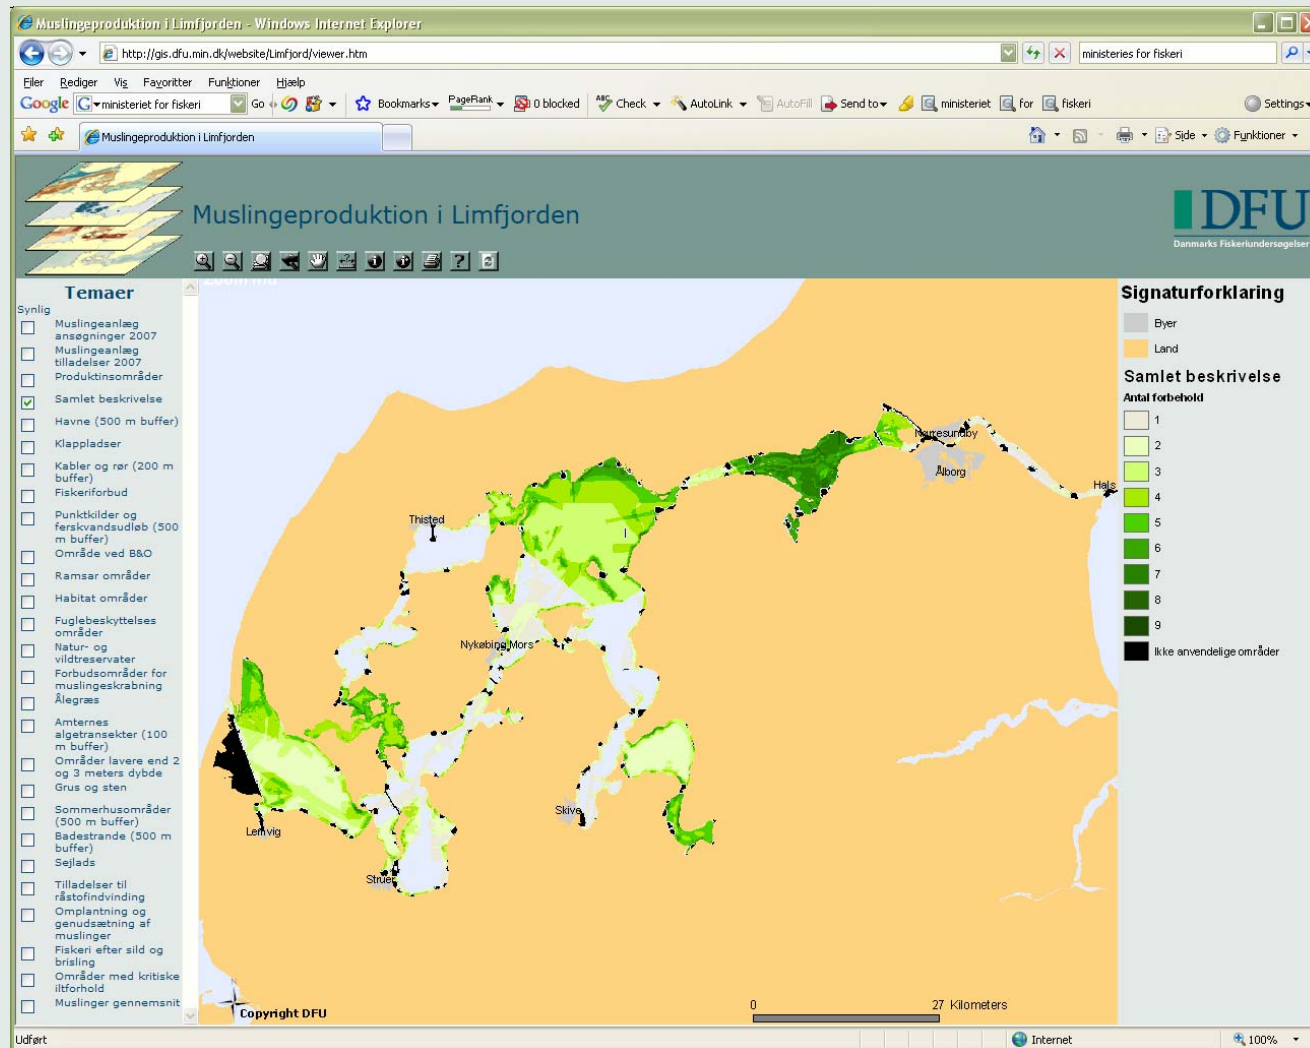 Muslingeproduktion i Limfjorden - Windows Internet Explorer
http://gis.dfu.min.dk/website/Limfjord/viewer.htm
ministeries for fiskeri
Filer Rediger Vis Favoritter Funktioner Hjælp
Google G ministeriet for fiskeri Go Bookmarks PageRank 0 blocked Check AutoLink AutoFill Send to ministeriet for fiskeri Settings
Muslingeproduktion i Limfjorden
Side Funktioner
Muslingeproduktion i Limfjorden
DFU
Danmarks Fiskeriundersøgelser
Temaer
Synlig
Muslingeanlæg
ansøgninger 2007
Muslingeanlæg
tilladelser 2007
Produktinsområder
Samlet beskrivelse
Havne (500 m buffer)
Klappladser
Kabler og rør (200 m
buffer)
Fiskeriforbud
Punktkilder og
ferskvandsudløb (500
m buffer)
Område ved B&O
Ramsar områder
Habitat områder
Fuglebeskyttelses
områder
Natur- og
vildtreservater
Forbudsområder for
muslingeskrabning
Ålegræs
Amternes
algetransekter (100
m buffer)
Områder lavere end 2
og 3 meters dybde
Grus og sten
Sommerhusområder
(500 m buffer)
Badestrande (500 m
buffer)
Sejlads
Tilladelser til
råstofindvinding
Omplantning og
genudsætning af
muslinger
Fiskeri efter sild og
brisling
Områder med kritiske
iltforhold
Muslinger gennemsnit
Nørresundby
Ålborg
Hals
Thisted
Nykøbing Mors
Skive
Lemvig
Struer
N
Copyright DFU
0 27 Kilometers
Signaturforklaring
Byer
Land
Samlet beskrivelse
Antal forbehold
1
2
3
4
5
6
7
8
9
Ikke anvendelige områder
Udført
Internet
100%